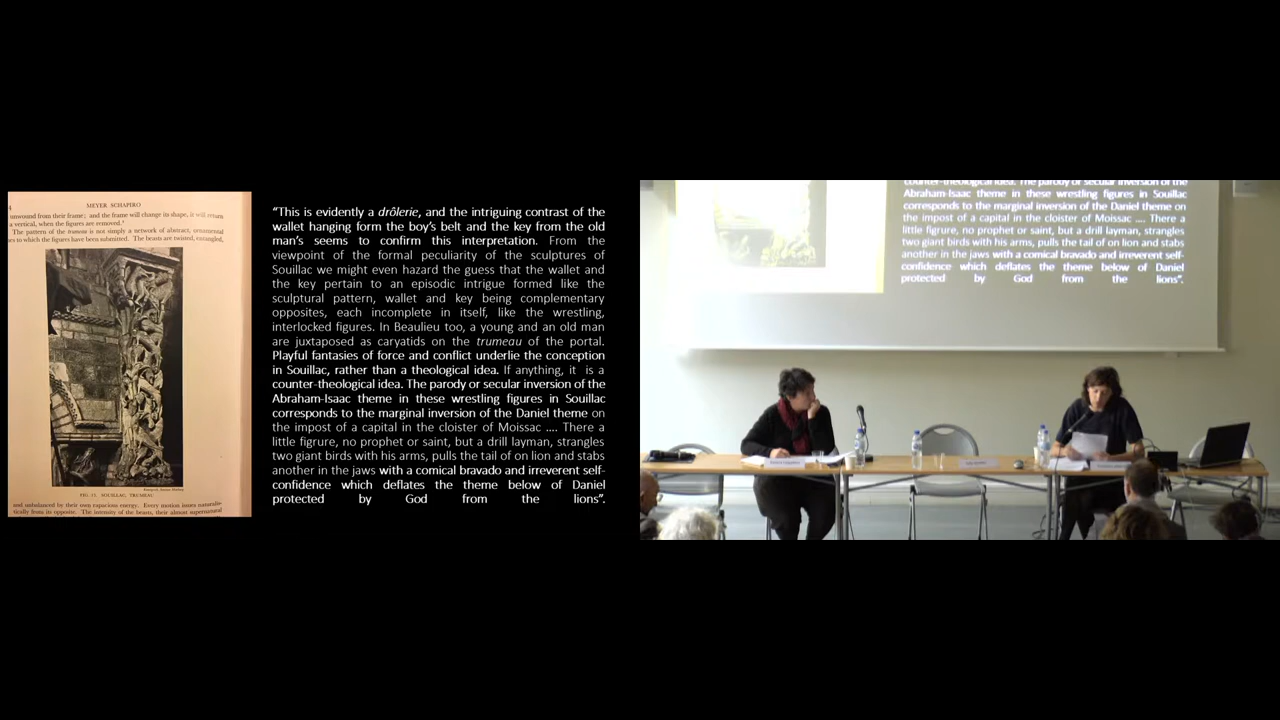 4
MEYER SCHAPIRO
unwound from their frame; and the frame will change its shape, it will return
a vertical, when the figures are removed.
The pattern of the trumeau is not simply a network of abstract, ornamental
to which the figures have been submitted. The beasts are twisted, entangled,
FIG. 13. SOUILLAC, TRUMEAU
and unbalanced by their own rapacious energy. Every motion issues
from its opposite. The intensity of the beasts, their almost supernatural
“This is evidently a drôlerie, and the intriguing contrast of the
wallet hanging form the boy’s belt and the key from the old
man’s seems to confirm this interpretation. From the
viewpoint of the formal peculiarity of the sculptures of
Souillac we might even hazard the guess that the wallet and
the key pertain to an episodic intrigue formed like the
sculptural pattern, wallet and key being complementary
opposites, each incomplete in itself, like the wrestling,
interlocked figures. In Beaulieu too, a young and an old man
are juxtaposed as caryatids on the trumeau of the portal.
Playful fantasies of force and conflict underlie the conception
in Souillac, rather than a theological idea. If anything, it is a
counter-theological idea. The parody or secular inversion of the
Abraham-Isaac theme in these wrestling figures in Souillac
corresponds to the marginal inversion of the Daniel theme on
the impost of a capital in the cloister of Moissac .... There a
little figrure, no prophet or saint, but a drill layman, strangles
two giant birds with his arms, pulls the tail of on lion and stabs
another in the jaws with a comical bravado and irreverent self-
confidence which deflates the theme below of Daniel
protected by God from the lions”.
counter-theological idea. The parody or secular inversion of the
Abraham-Isaac theme in these wrestling figures in Souillac
corresponds to the marginal inversion of the Daniel theme on
the impost of a capital in the cloister of Moissac .... There a
little figrure, no prophet or saint, but a drill layman, strangles
two giant birds with his arms, pulls the tail of on lion and stabs
another in the jaws with a comical bravado and irreverent self-
confidence which deflates the theme below of Daniel
protected by God from the lions”.